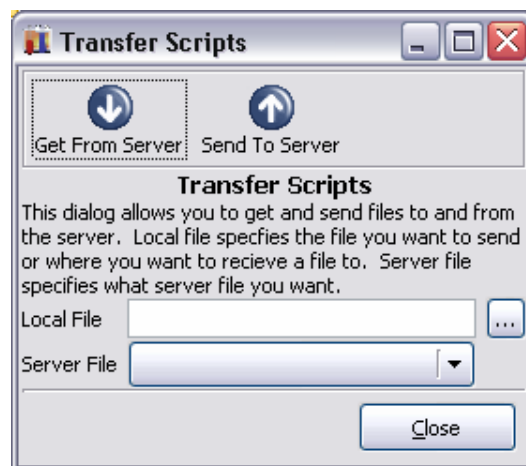 Transfer Scripts
Get From Server Send To Server
Transfer Scripts
This dialog allows you to get and send files to and from
the server. Local file specfies the file you want to send
or where you want to recieve a file to. Server file
specifies what server file you want.
Local File ...
Server File
Close